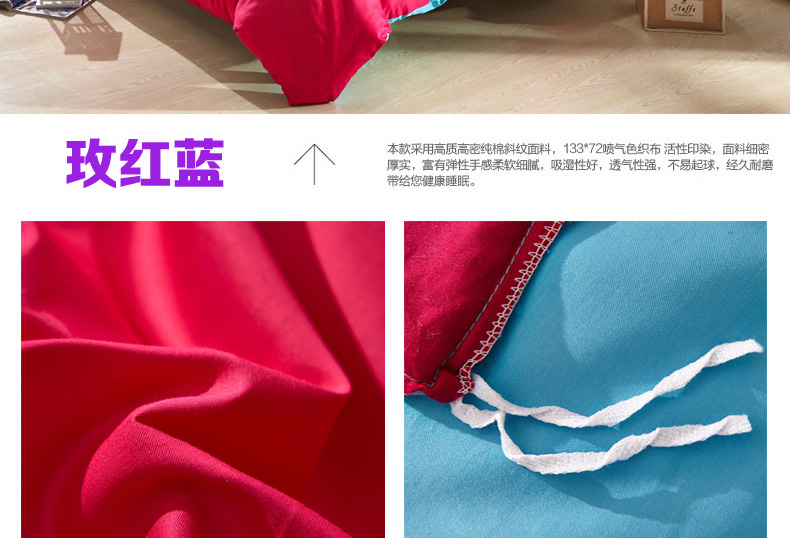 Stuffs
玫红蓝
本款采用高质高密纯棉斜纹面料，133*72喷气色织布 活性印染，面料细密
厚实，富有弹性手感柔软细腻，吸湿性好，透气性强，不易起球，经久耐磨
带给您健康睡眠。